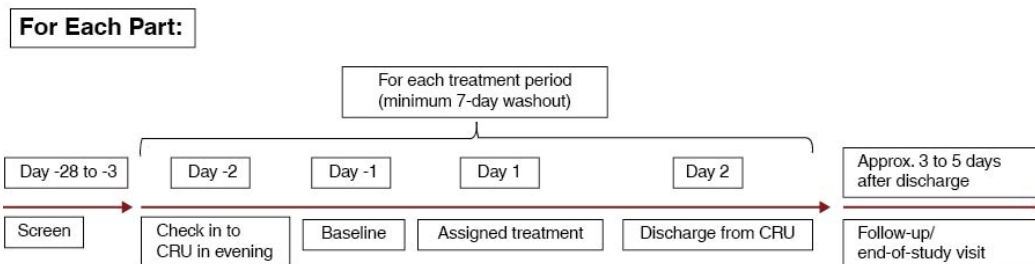 For Each Part:
For each treatment period
(minimum 7-day washout)
Day -28 to -3
Day -2
Day -1
Day 1
Day 2
Approx. 3 to 5 days
after discharge
Screen
Check in to
CRU in evening
Baseline
Assigned treatment
Discharge from CRU
Follow-up/
end-of-study visit